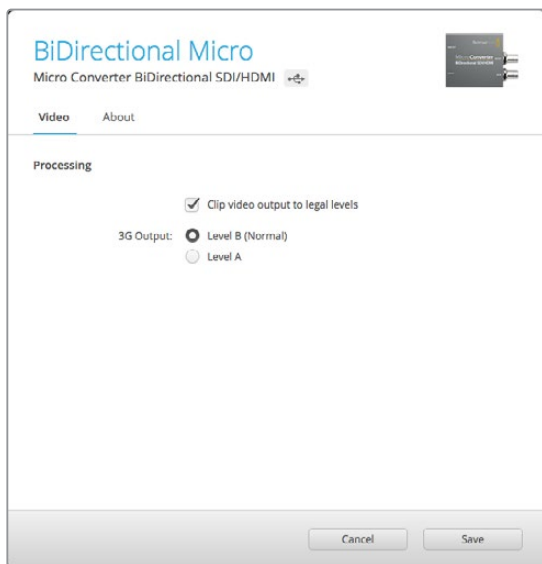 BiDirectional Micro
Micro Converter BiDirectional SDI/HDMI
Video About
Processing
Clip video output to legal levels
3G Output: Level B (Normal)
Level A
Cancel Save